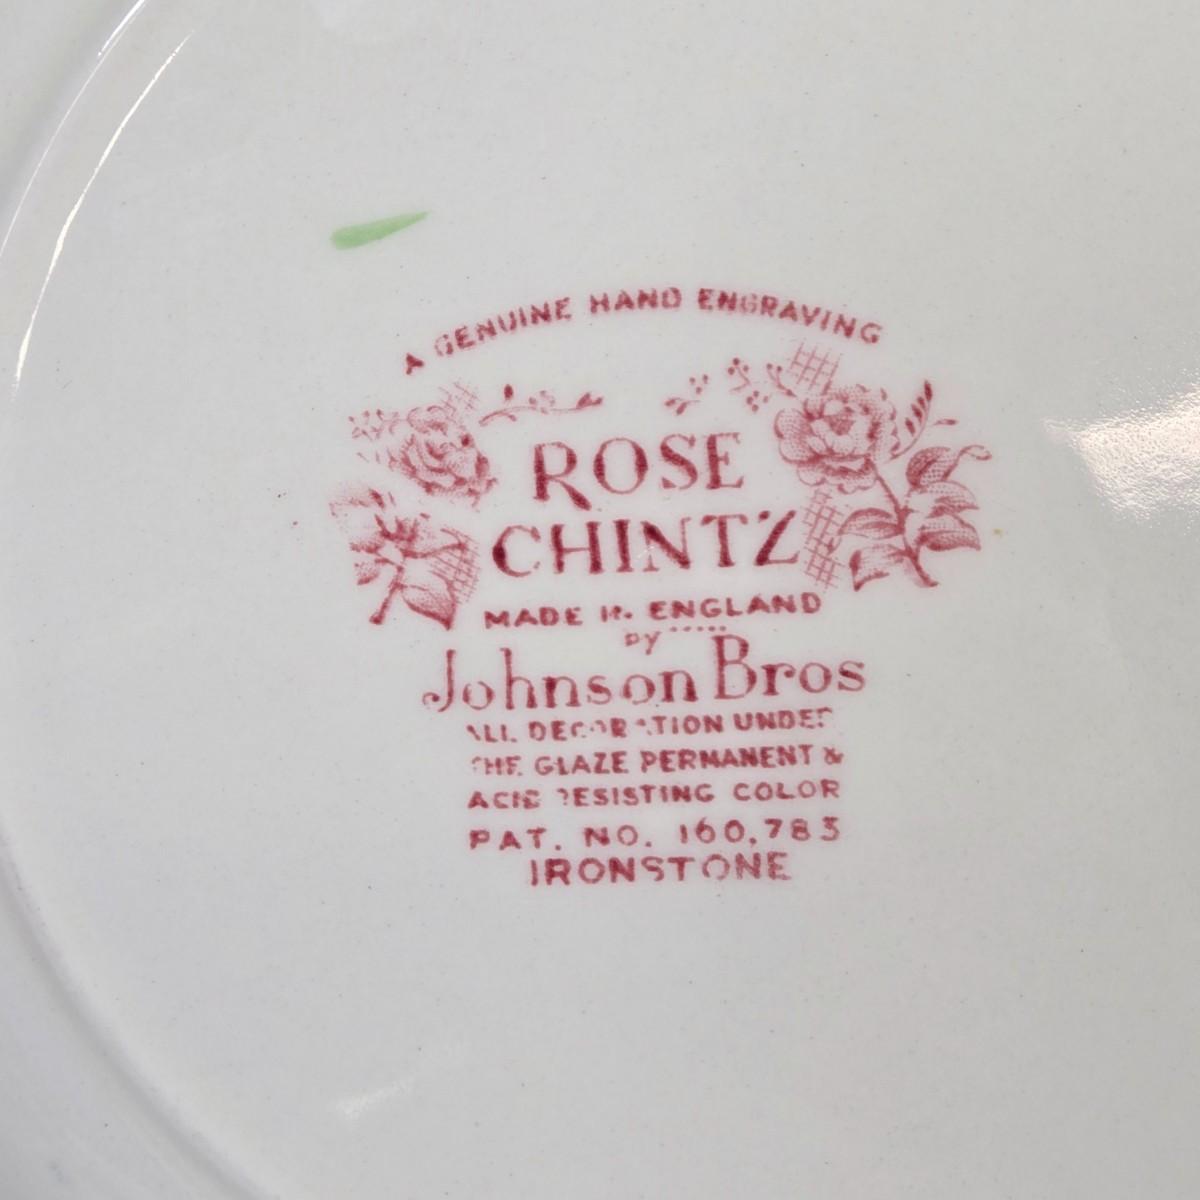 A GENUINE HAND ENGRAVING
ROSE
CHINTZ
MADE IN ENGLAND
BY.....
Johnson Bros
ALL DECORATION UNDER
THE GLAZE PERMANENT &
ACID RESISTING COLOR
PAT. NO. 160,783
IRONSTONE